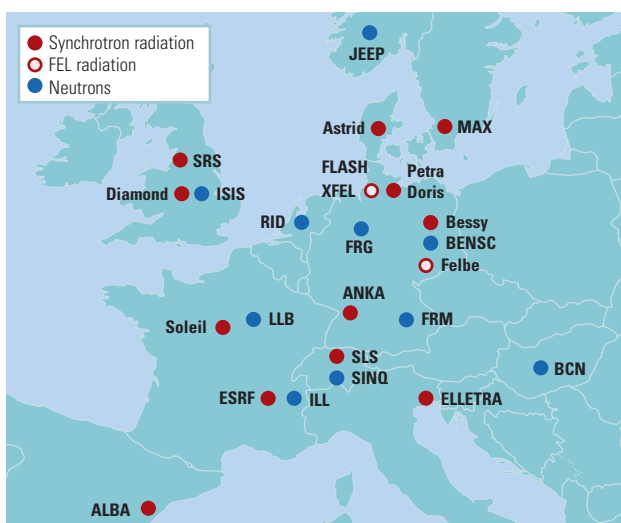 Synchrotron radiation
FEL radiation
Neutrons
JEEP
Astrid
MAX
SRS
FLASH
XFEL
Petra
Doris
Diamond
ISIS
RID
FRG
Bessy
BENSC
Felbe
ANKA
Soleil
LLB
FRM
SLS
SINQ
BCN
ESRF
ILL
ELLETRA
ALBA